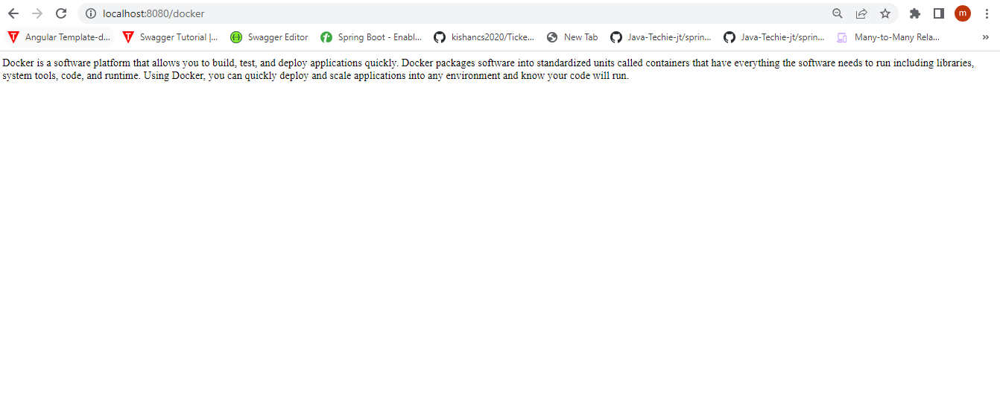 localhost:8080/docker
m
Angular Template-d...
Swagger Tutorial |...
Swagger Editor
Spring Boot - Enabl...
kishancs2020/Ticke...
New Tab
Java-Techie-jt/sprin...
Java-Techie-jt/sprin...
Many-to-Many Rela...
»
Docker is a software platform that allows you to build, test, and deploy applications quickly. Docker packages software into standardized units called containers that have everything the software needs to run including libraries,
system tools, code, and runtime. Using Docker, you can quickly deploy and scale applications into any environment and know your code will run.